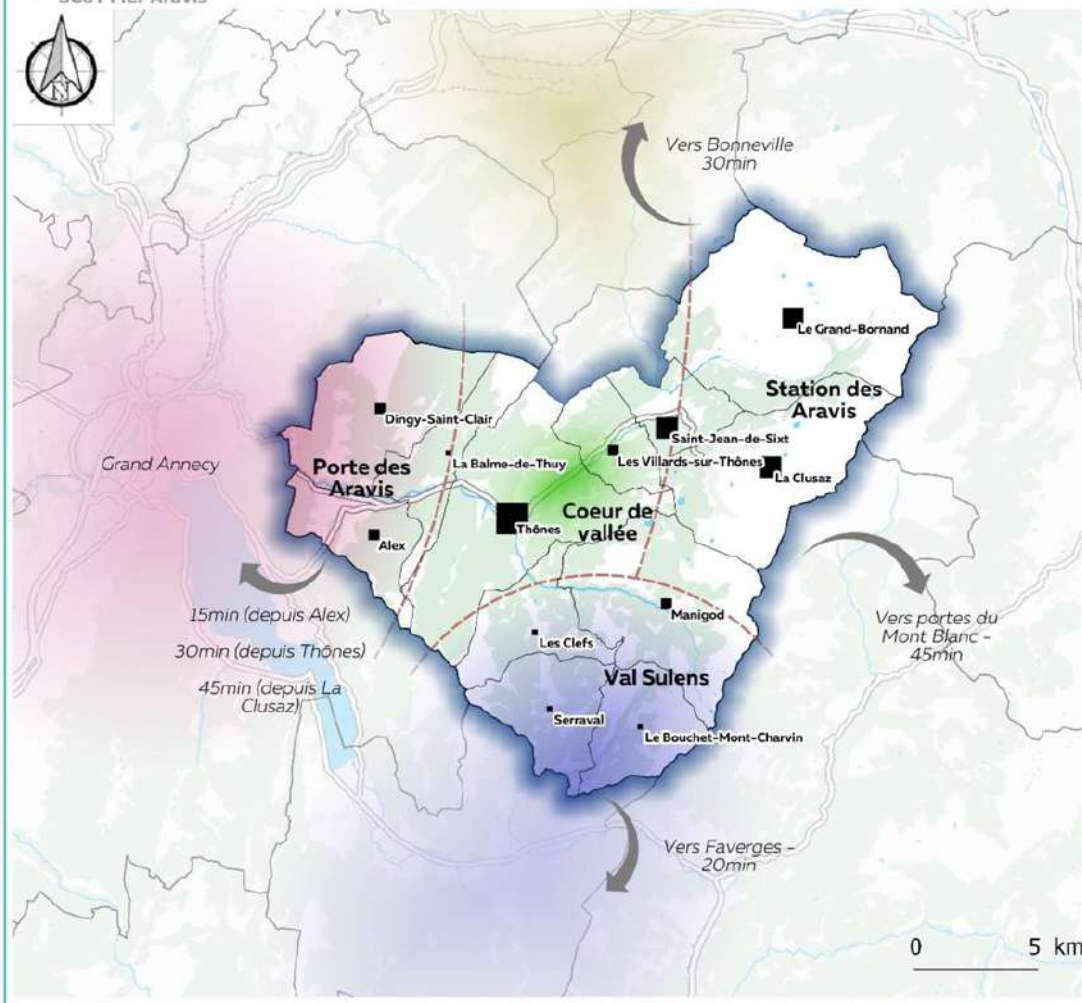 Vers Bonneville
30min
Le Grand-Bornand
Station des
Aravis
Dingy-Saint-Clair
Saint-Jean-de-Sixt
Grand Annecy
La Balme-de-Thuy
Les Villards-sur-Thônes
Porte des
Aravis
La Clusaz
Coeur de
vallée
Thônes
Alex
15min (depuis Alex)
Manigod
30min (depuis Thônes)
Les Clefs
Vers portes du
Mont Blanc -
45min
45min (depuis La
Clusaz)
Val Sulens
Serraval
Le Bouchet-Mont-Charvin
Vers Faverges -
20min
0 5 km